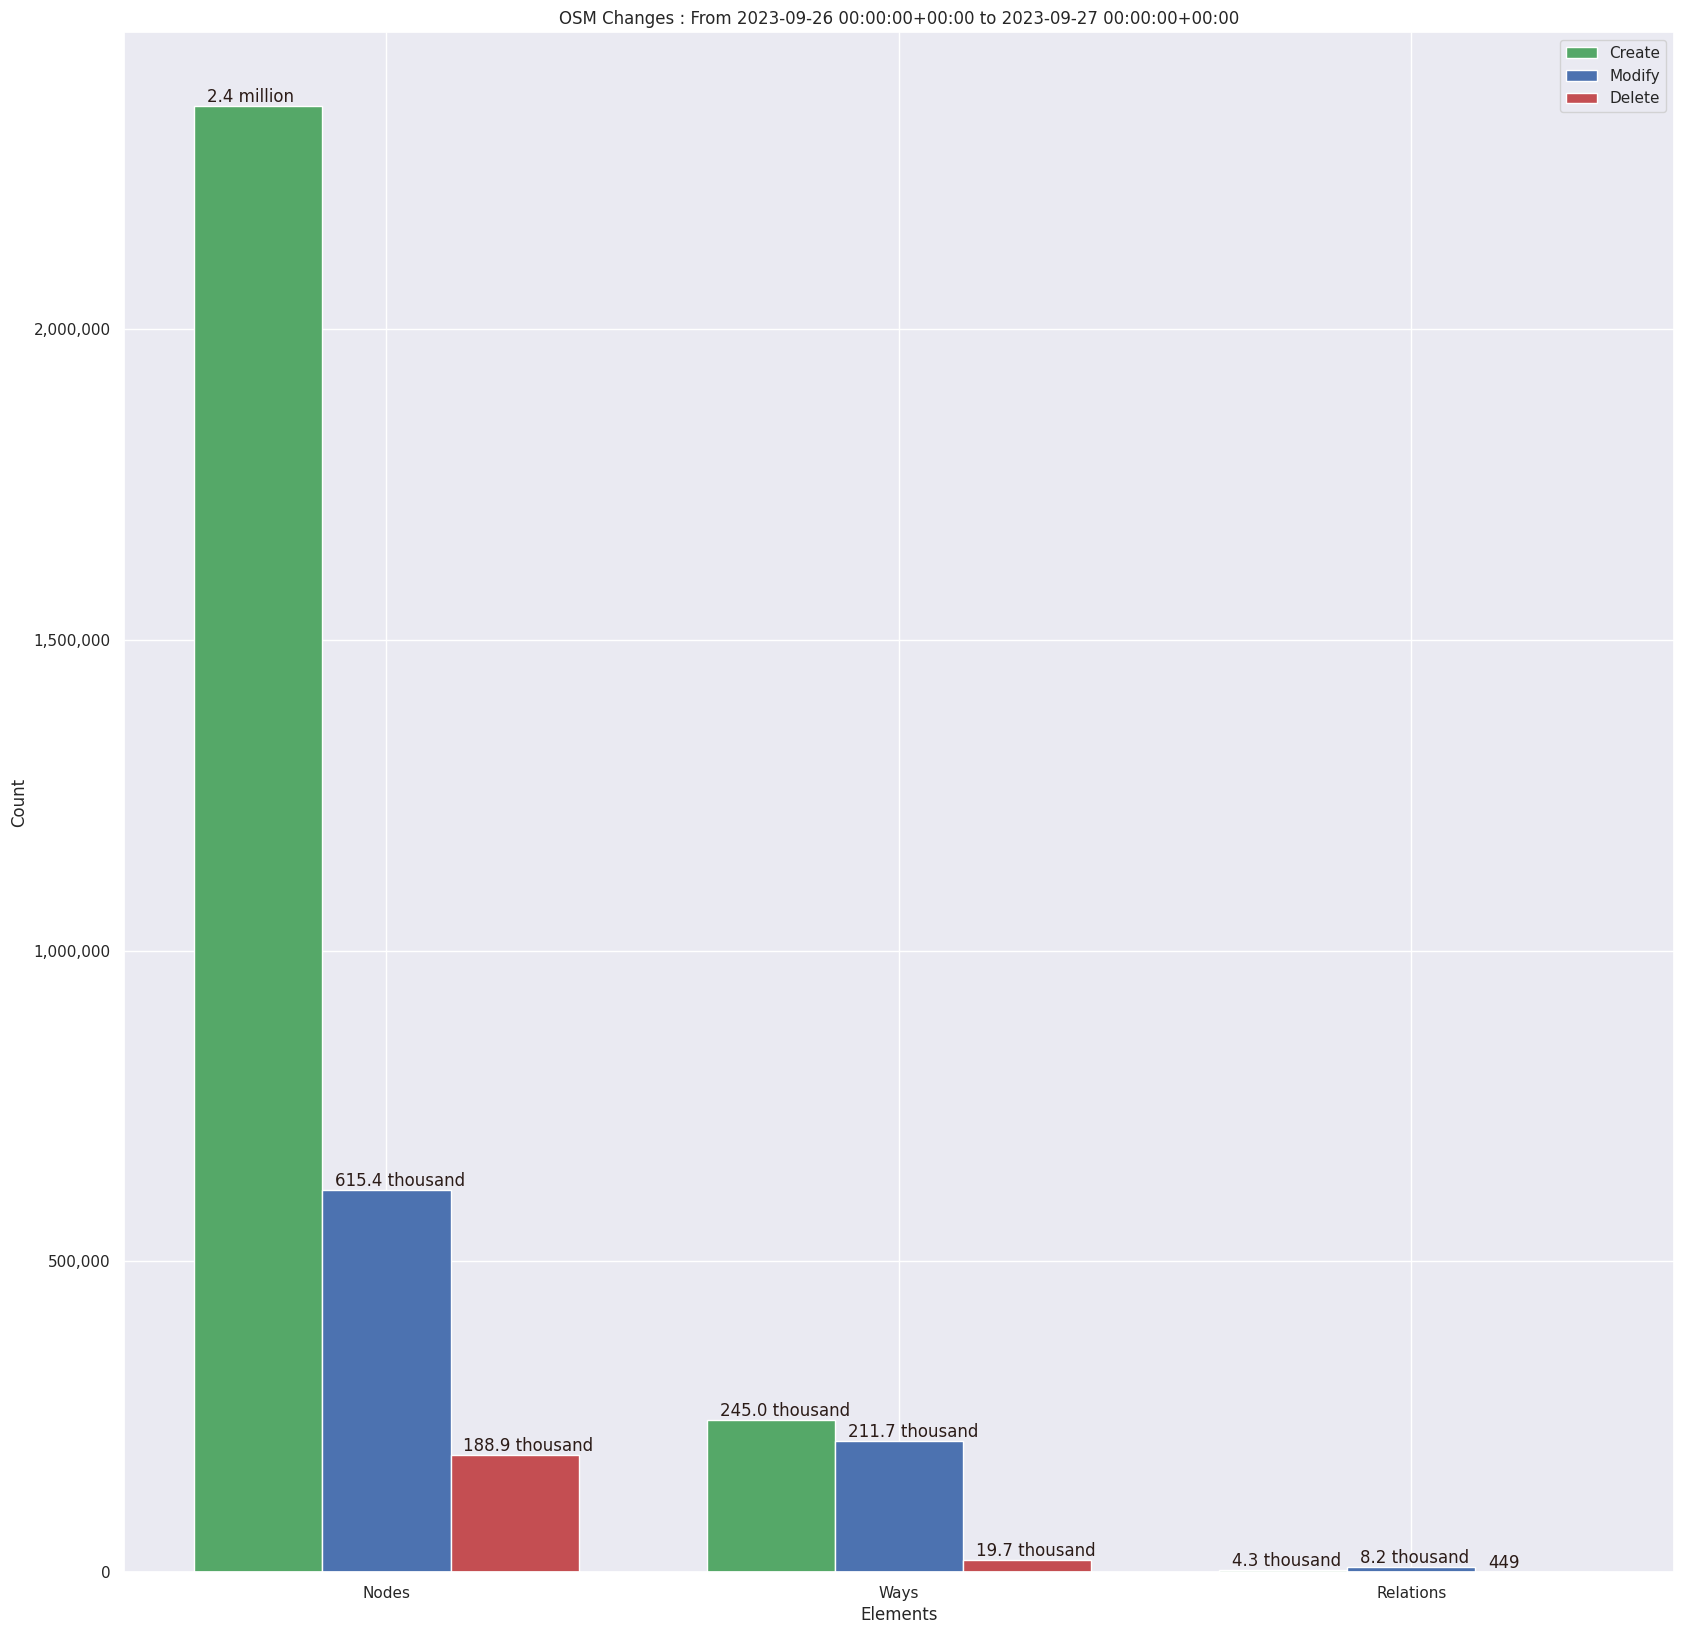 OSM Changes : From 2023-09-26 00:00:00+00:00 to 2023-09-27 00:00:00+00:00
Create
Modify
Delete
2.4 million
2,000,000
1,500,000
1,000,000
500,000
0
Count
615.4 thousand
188.9 thousand
245.0 thousand
211.7 thousand
19.7 thousand
4.3 thousand
8.2 thousand
449
Nodes
Ways
Relations
Elements